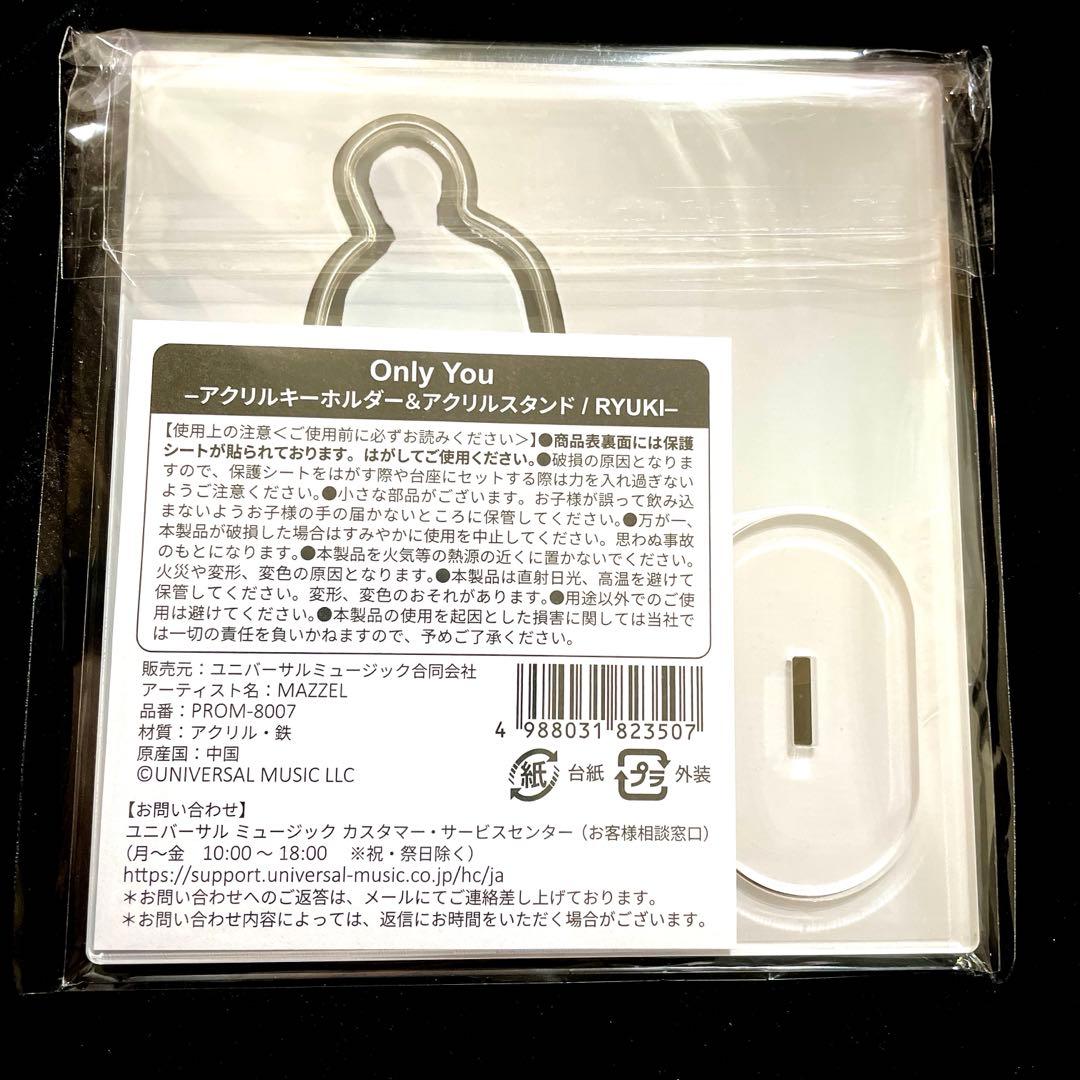 Only You
–アクリルキーホルダー&アクリルスタンド / RYUKI–
【使用上の注意＜ご使用前に必ずお読みください＞】●商品表裏面には保護
シートが貼られております。はがしてご使用ください。●破損の原因となりま
すので、保護シートをはがす際や台座にセットする際は力を入れ過ぎない
ようご注意ください。●小さな部品がございます。お子様が誤って飲み込
まないようお子様の手の届かないところに保管してください。●万が一、
本製品が破損した場合はすみやかに使用を中止してください。思わぬ事故
のもとになります。●本製品を火気等の熱源の近くに置かないでください。
火災や変形、変色の原因となります。●本製品は直射日光、高温を避けて
保管してください。変形、変色のおそれがあります。●用途以外でのご使
用は避けてください。●本製品の使用を起因とした損害に関しては当社で
は一切の責任を負いかねますので、予めご了承ください。
販売元：ユニバーサルミュージック合同会社
アーティスト名：MAZZEL
品番：PROM-8007
材質：アクリル・鉄
原産国：中国
©UNIVERSAL MUSIC LLC
4 988031 823507
紙 台紙 プラ 外装
【お問い合わせ】
ユニバーサル ミュージック カスタマー・サービスセンター（お客様相談窓口）
（月～金　10:00 ～ 18:00　※祝・祭日除く）
https://support.universal-music.co.jp/hc/ja
＊お問い合わせへのご返答は、メールにてご連絡差し上げております。
＊お問い合わせ内容によっては、返信にお時間をいただく場合がございます。